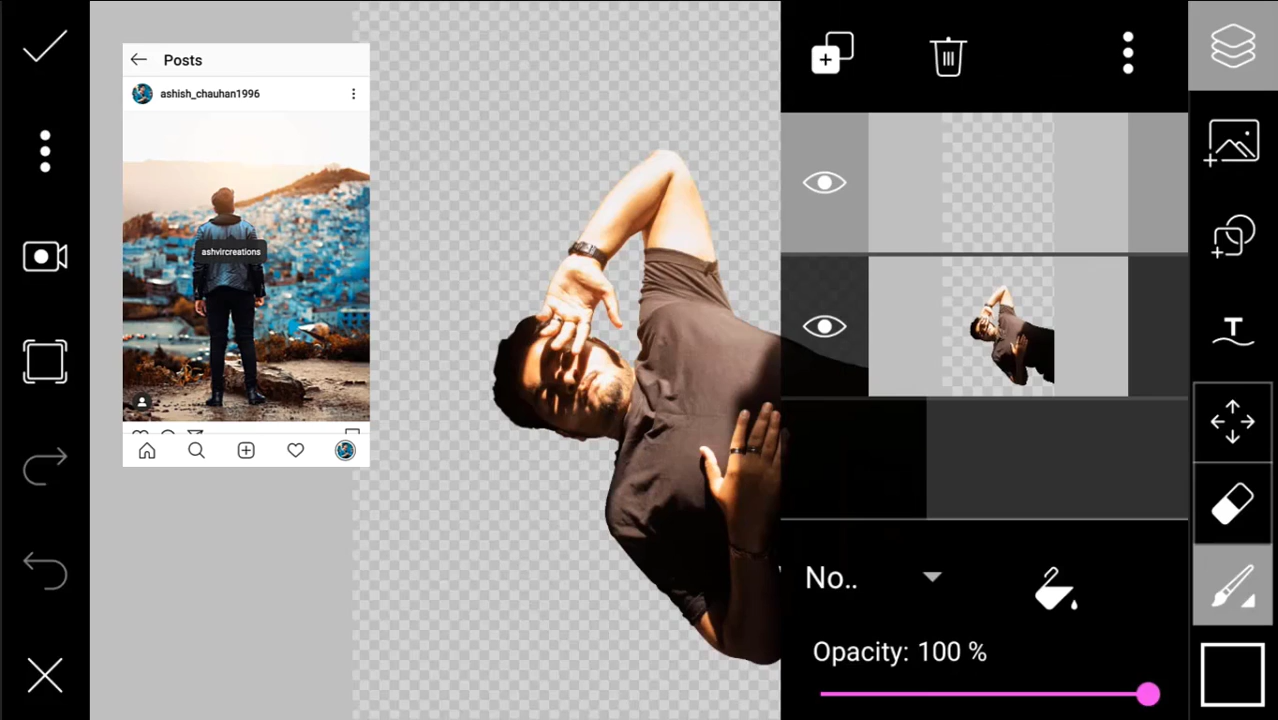 Posts
ashish_chauhan1996
ashvircreations
T
No..
Opacity: 100 %